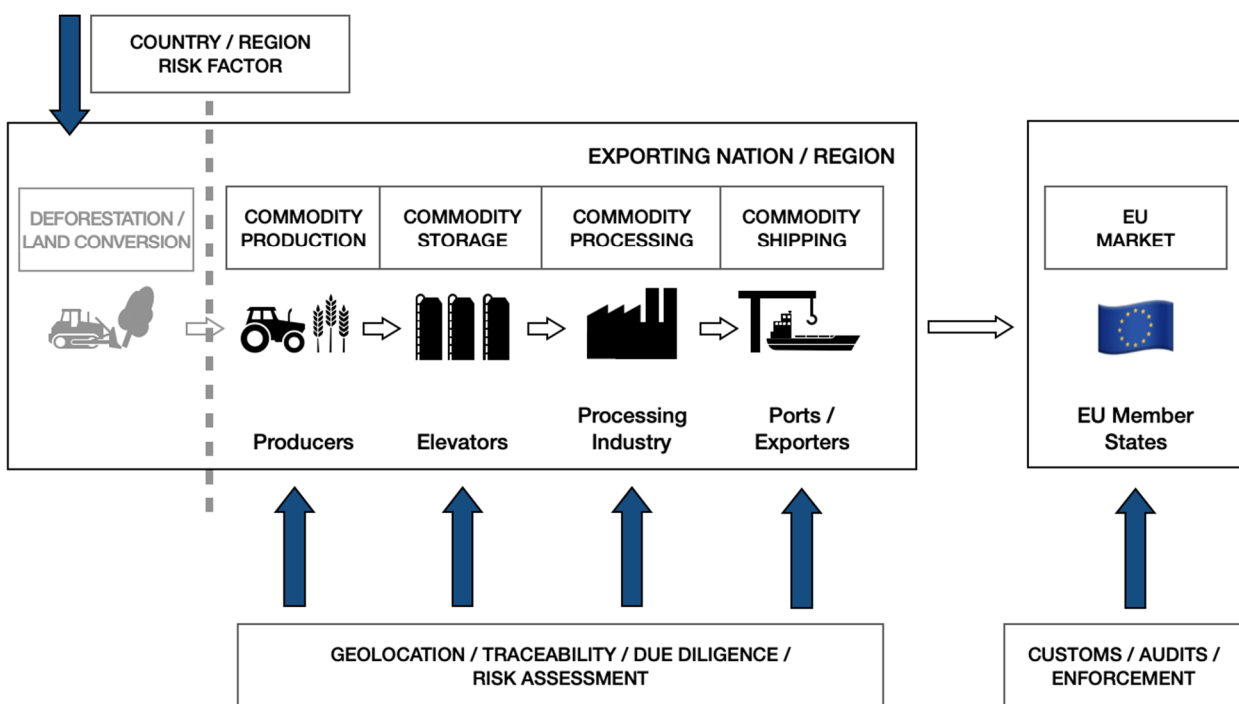 COUNTRY / REGION
RISK FACTOR
EXPORTING NATION / REGION
DEFORESTATION /
LAND CONVERSION
COMMODITY
PRODUCTION
COMMODITY
STORAGE
COMMODITY
PROCESSING
COMMODITY
SHIPPING
EU
MARKET
Producers
Elevators
Processing
Industry
Ports /
Exporters
EU Member
States
GEOLOCATION / TRACEABILITY / DUE DILIGENCE /
RISK ASSESSMENT
CUSTOMS / AUDITS /
ENFORCEMENT